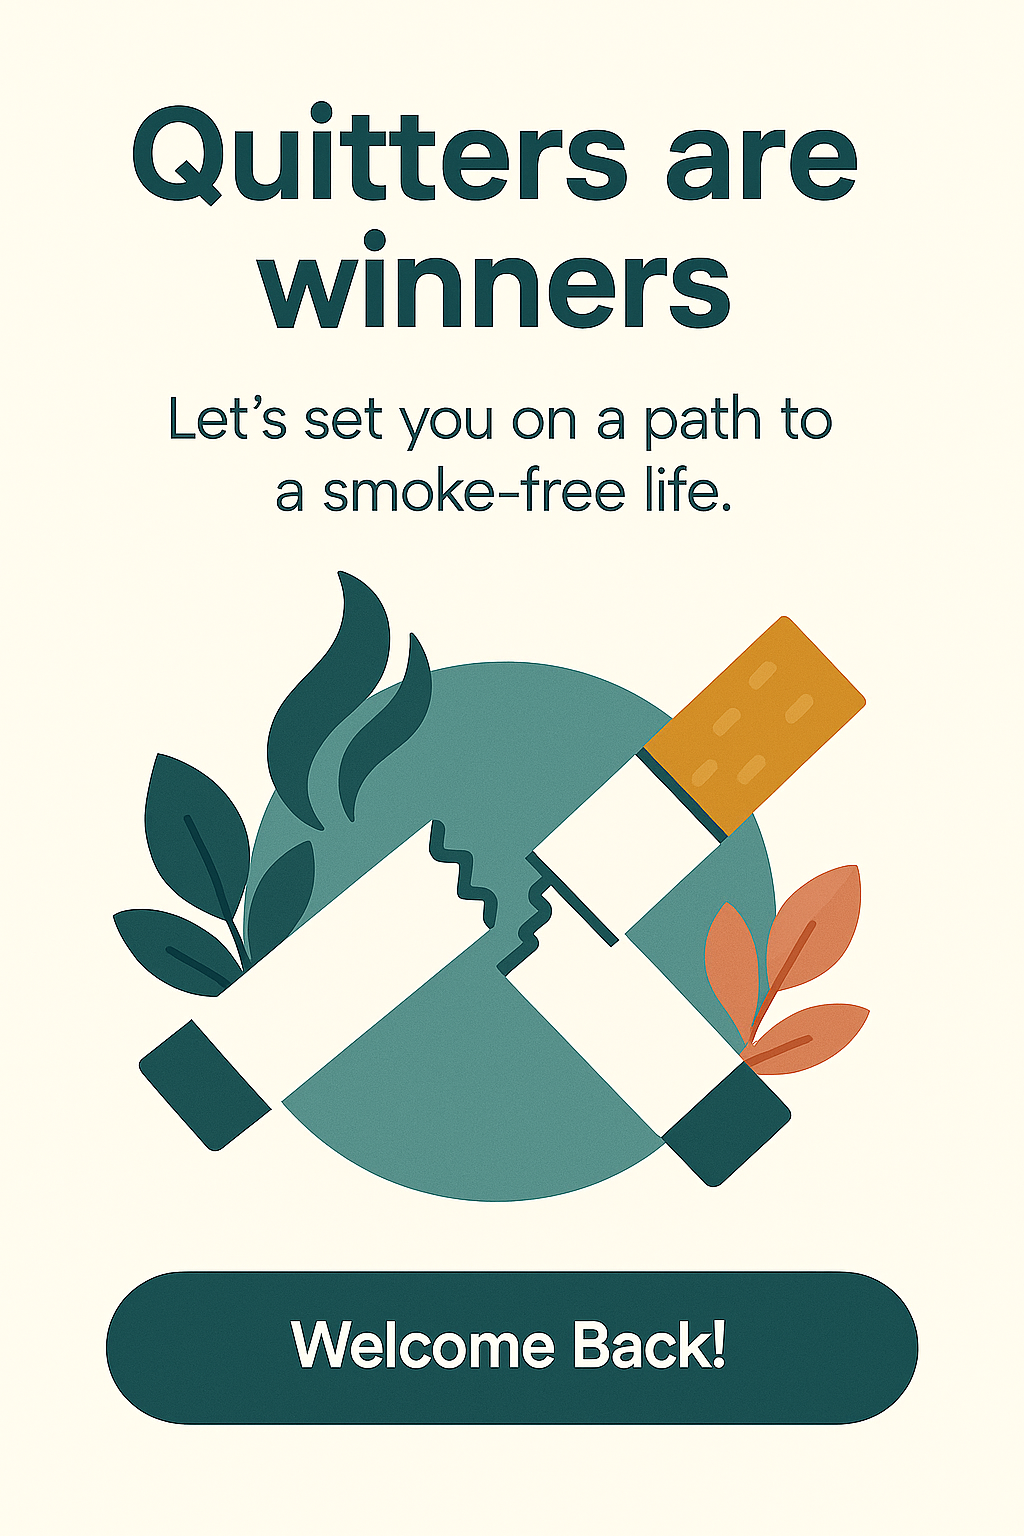 Quitters are
winners
Let’s set you on a path to
a smoke-free life.
Welcome Back!